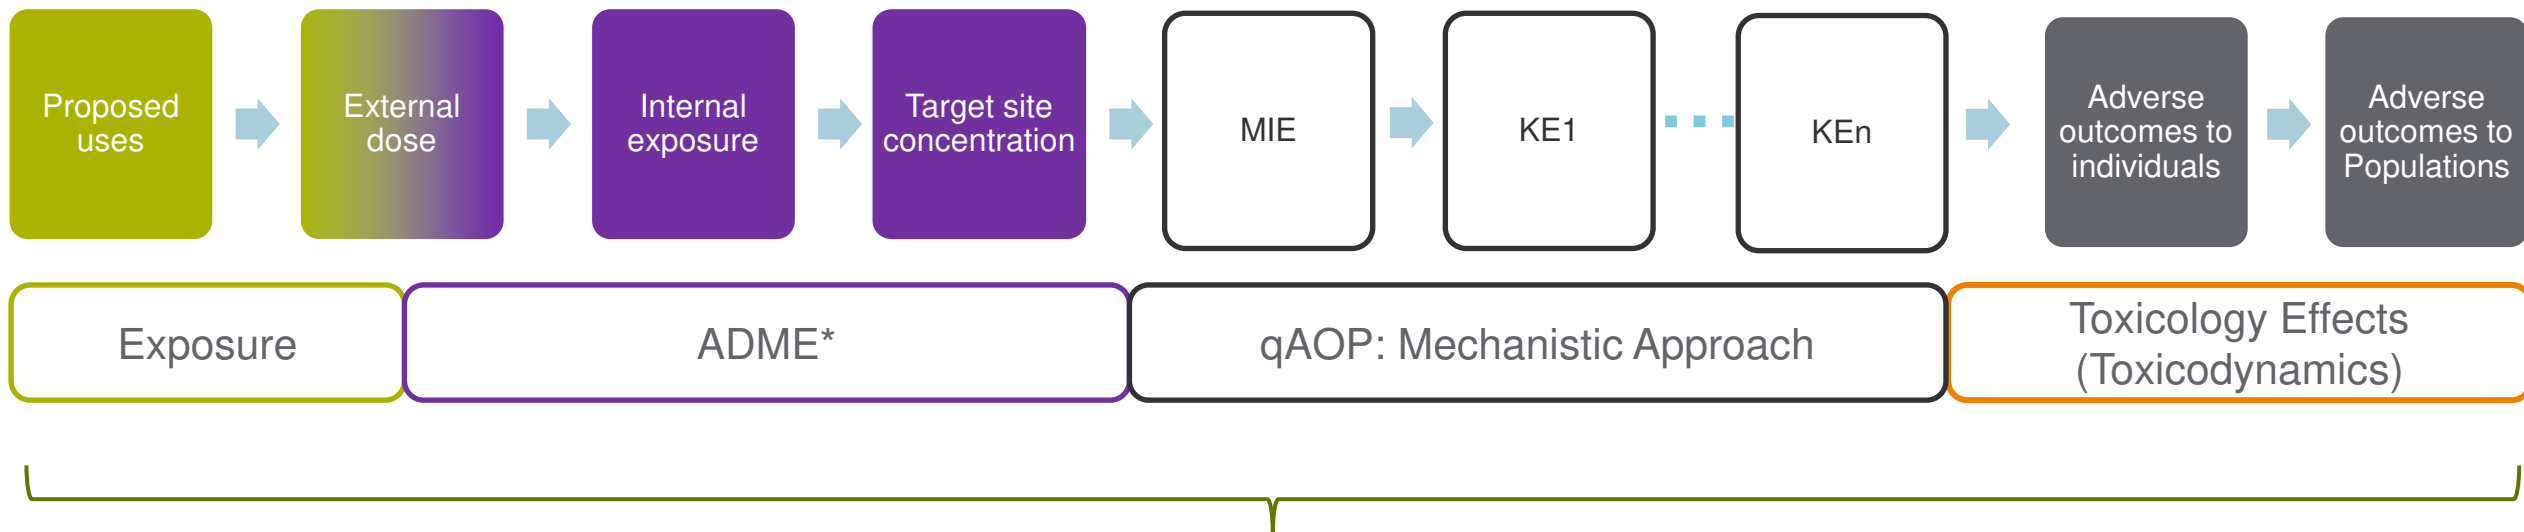 Proposed
uses
External
dose
Internal
exposure
Target site
concentration
MIE
KE1
KEn
Adverse
outcomes to
individuals
Adverse
outcomes to
Populations
Exposure
ADME*
qAOP: Mechanistic Approach
Toxicology Effects
(Toxicodynamics)